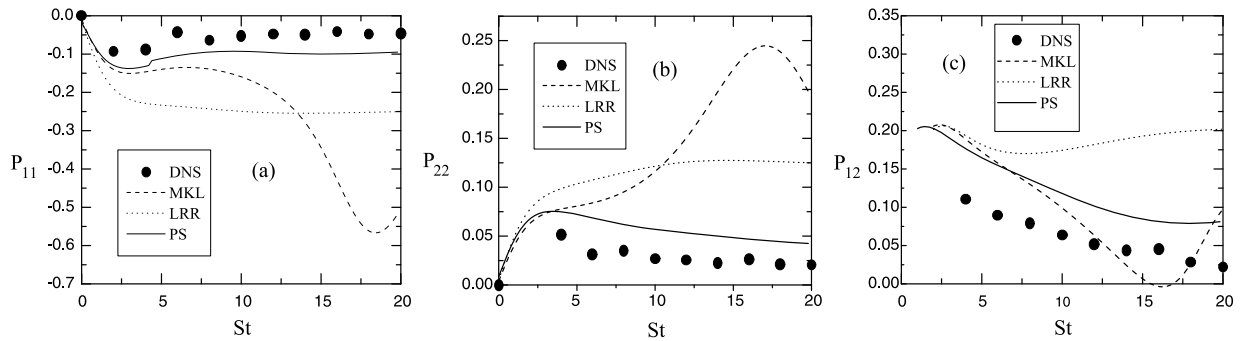 0.0
-0.1
-0.2
-0.3
-0.4
-0.5
-0.6
-0.7
P11
0 5 10 15 20
St
(a)
DNS
MKL
LRR
PS
0.25
0.20
0.15
0.10
0.05
0.00
P22
0 5 10 15 20
St
(b)
DNS
MKL
LRR
PS
0.35
0.30
0.25
0.20
0.15
0.10
0.05
0.00
P12
0 5 10 15 20
St
(c)
DNS
MKL
LRR
PS